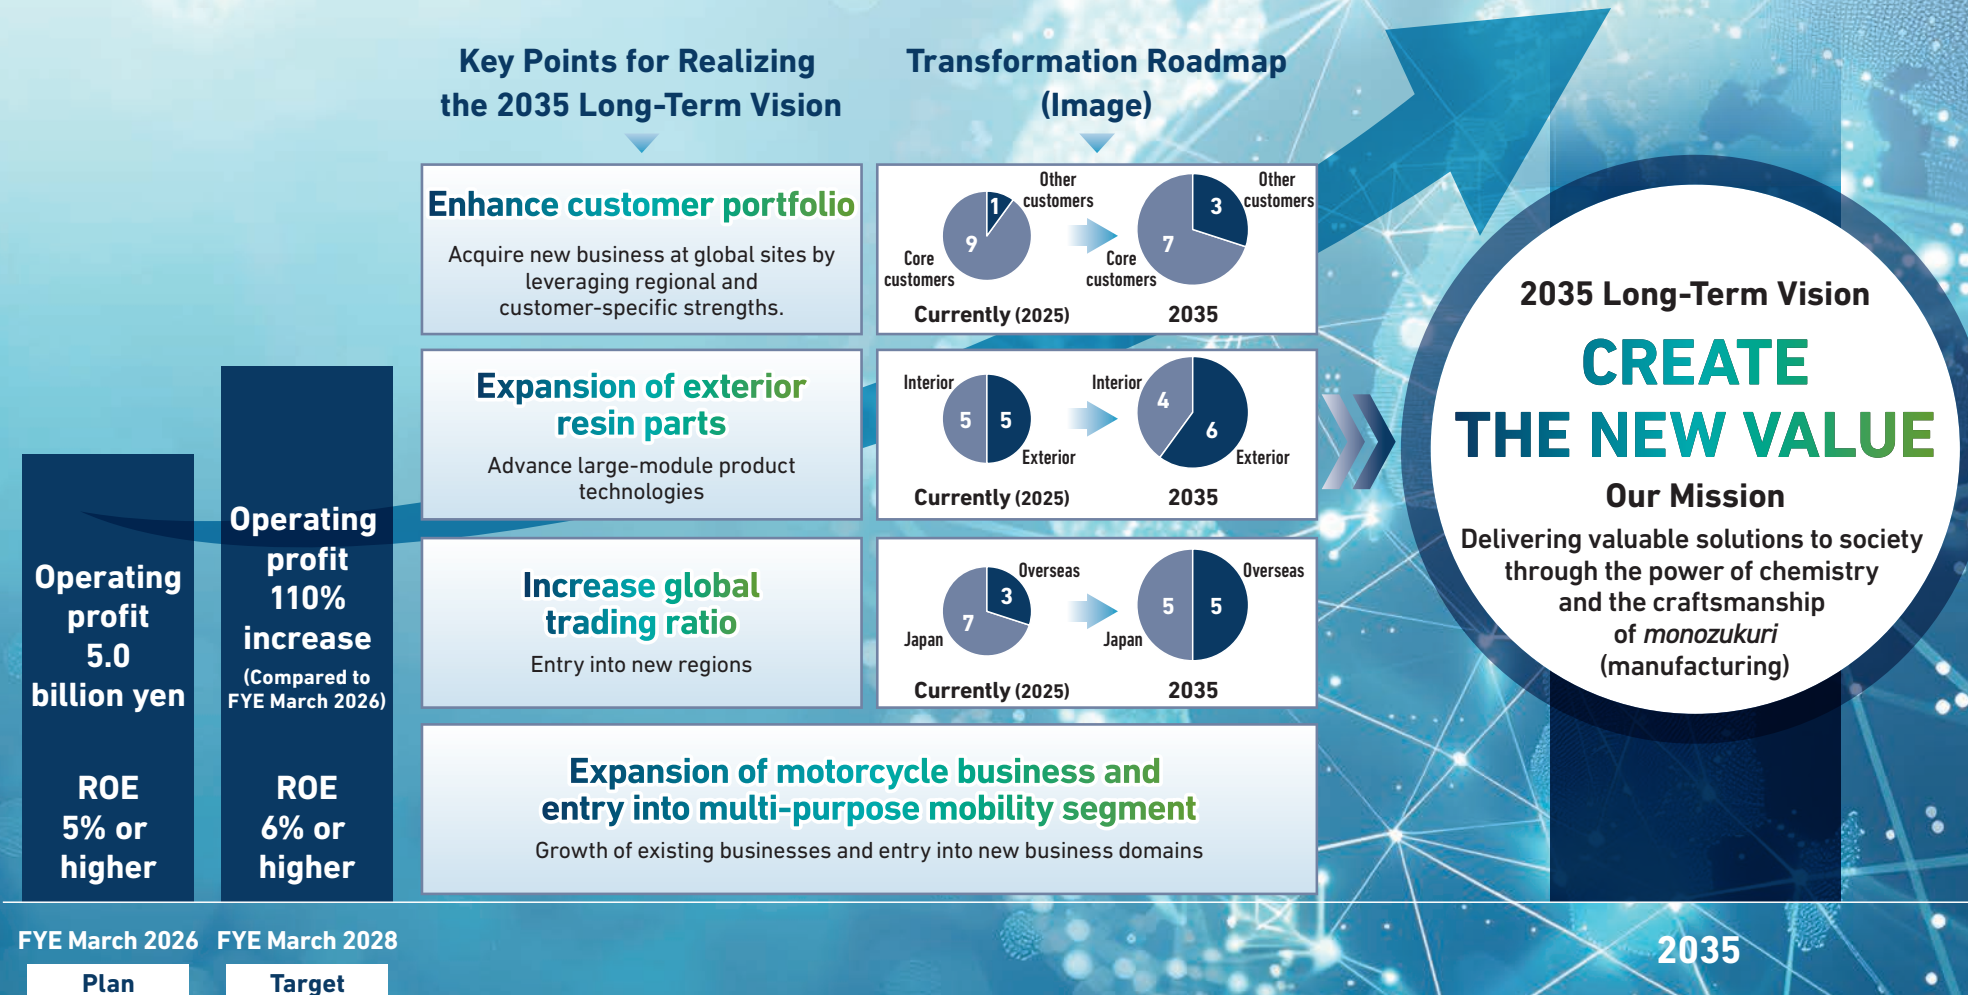 Key Points for Realizing
the 2035 Long-Term Vision
Transformation Roadmap
(Image)
Enhance customer portfolio
Acquire new business at global sites by
leveraging regional and
customer-specific strengths.
Other
customers
1
9
Core
customers
Currently (2025)
Other
customers
3
7
Core
customers
2035
Expansion of exterior
resin parts
Advance large-module product
technologies
Interior
5
5
Exterior
Currently (2025)
Interior
4
6
Exterior
2035
Increase global
trading ratio
Entry into new regions
Overseas
3
7
Japan
Currently (2025)
Overseas
5
5
Japan
2035
Expansion of motorcycle business and
entry into multi-purpose mobility segment
Growth of existing businesses and entry into new business domains
Operating
profit
5.0
billion yen
ROE
5% or
higher
FYE March 2026
Plan
Operating
profit
110%
increase
(Compared to
FYE March 2026)
ROE
6% or
higher
FYE March 2028
Target
2035 Long-Term Vision
CREATE
THE NEW VALUE
Our Mission
Delivering valuable solutions to society
through the power of chemistry
and the craftsmanship
of monozukuri
(manufacturing)
2035